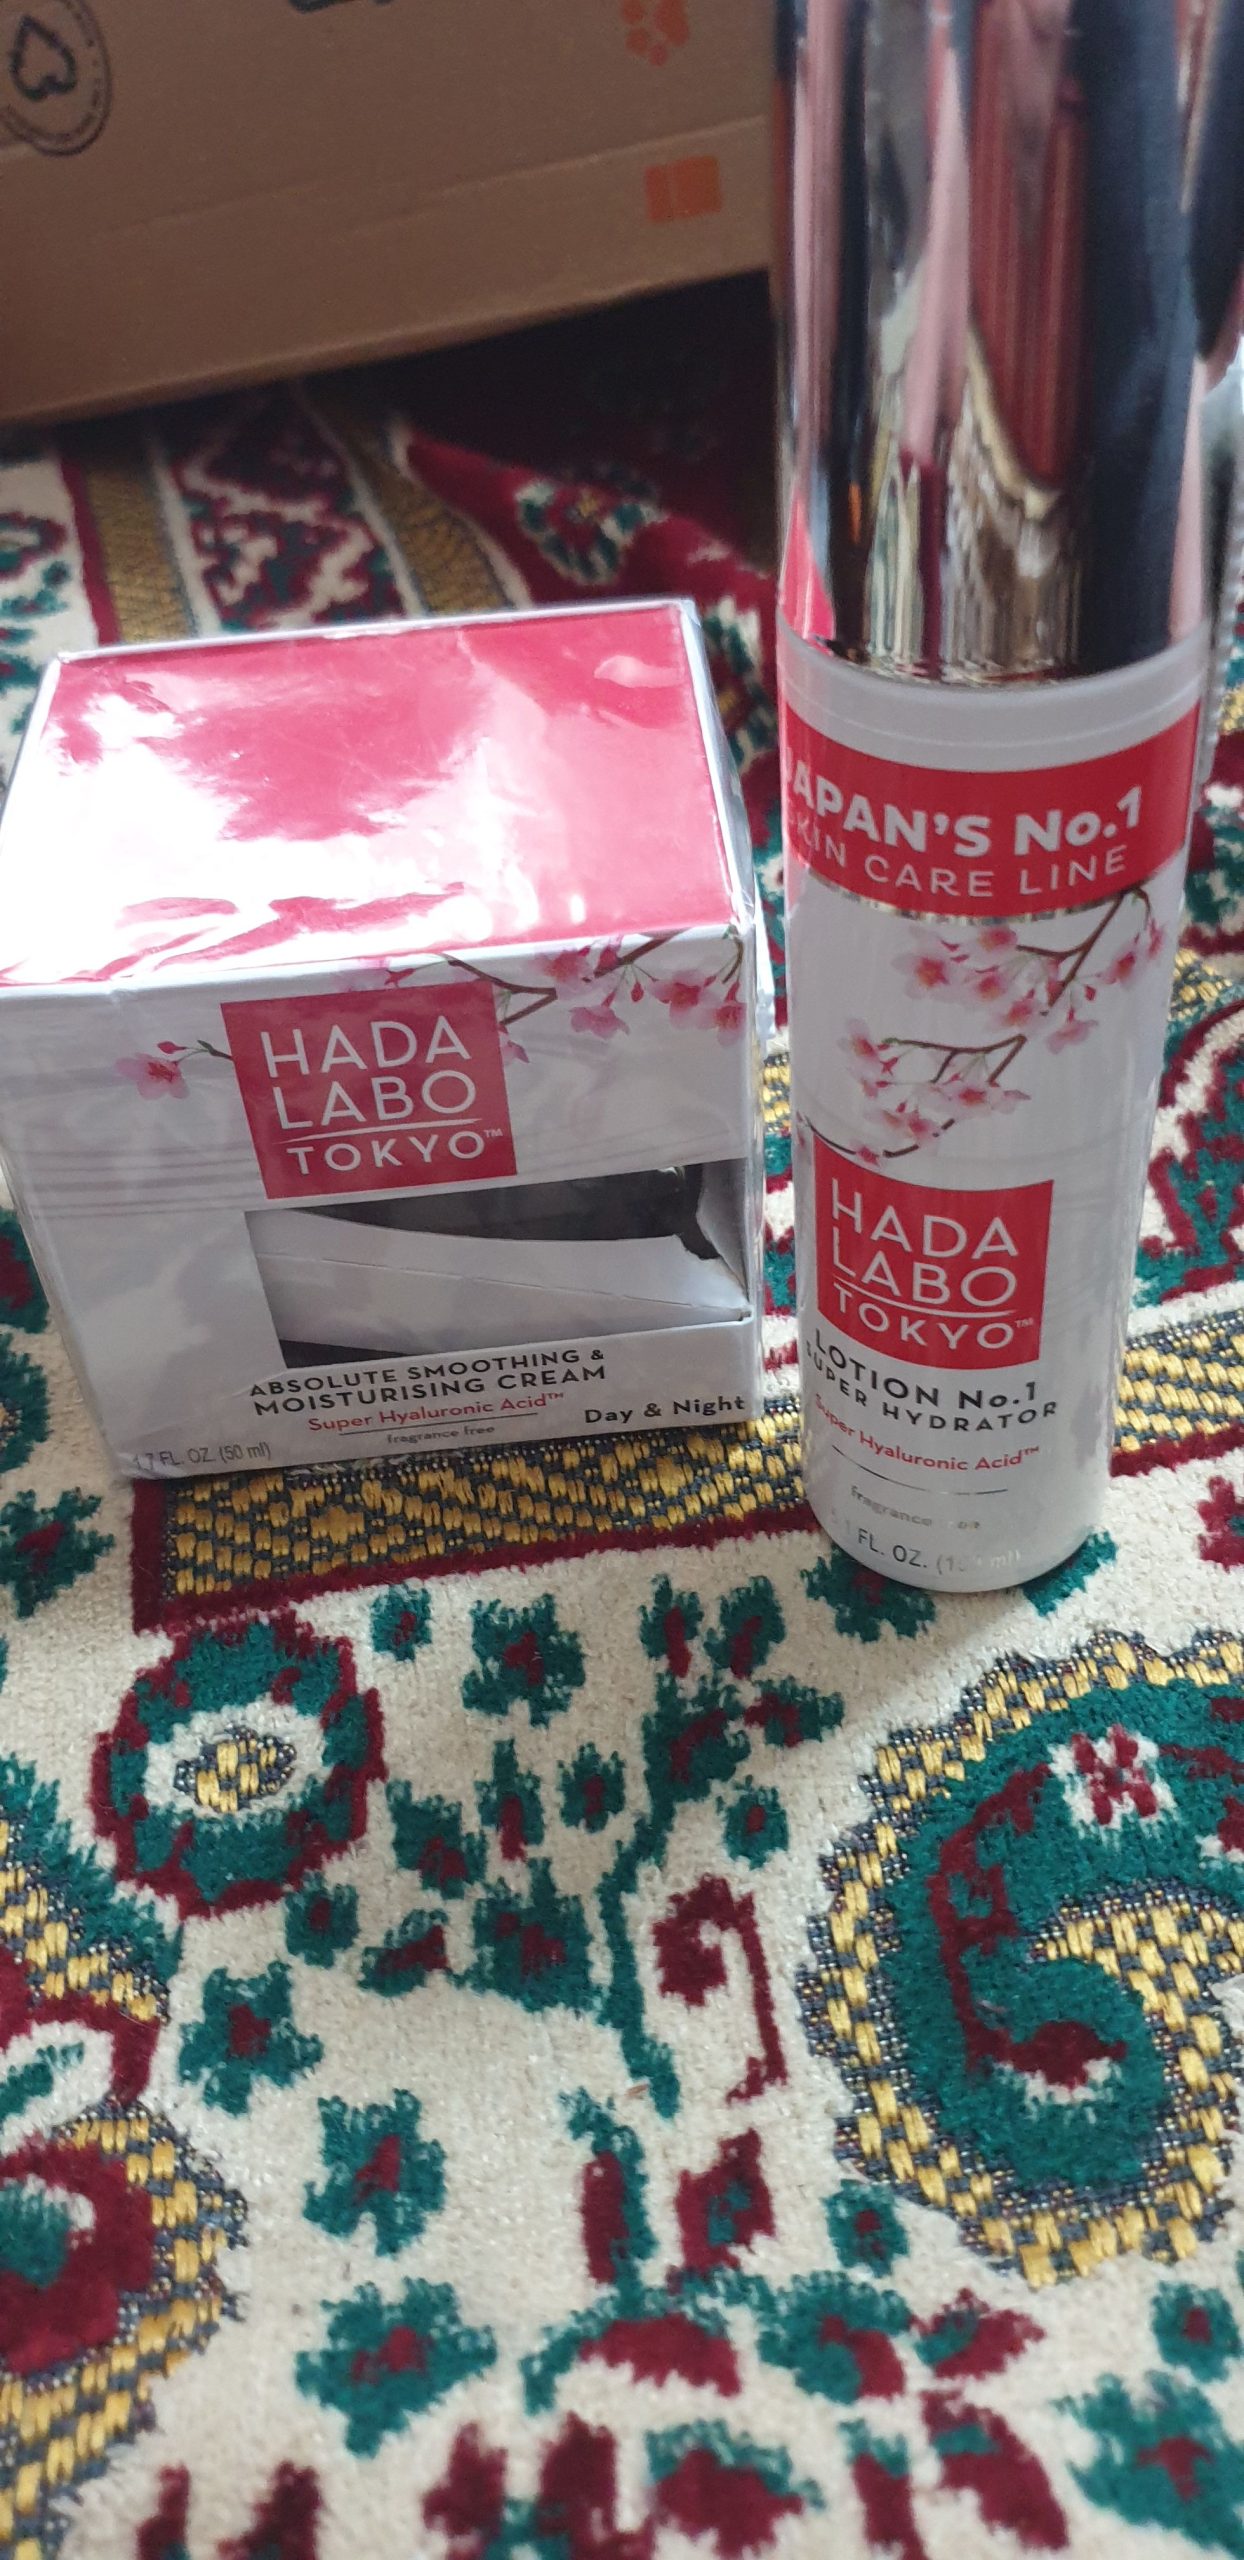 HADA
LABO
TOKYO™
ABSOLUTE SMOOTHING &
MOISTURISING CREAM
Super Hyaluronic Acid™
fragrance free
Day & Night
1.7 FL. OZ (50 ml)
JAPAN'S No.1
SKIN CARE LINE
HADA
LABO
TOKYO™
LOTION No.1
SUPER HYDRATOR
Super Hyaluronic Acid™
fragrance
FL. OZ.